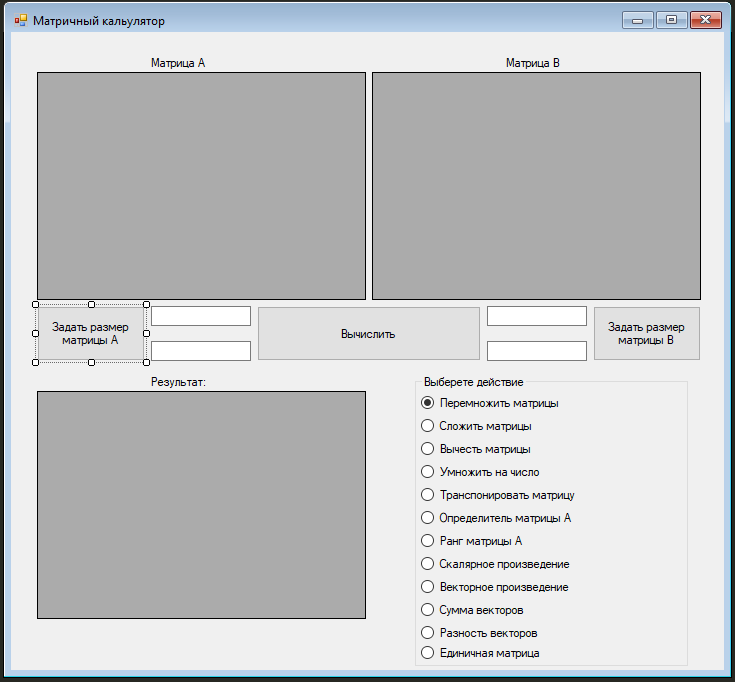 Матричный кальулятор
Матрица А
Матрица В
Задать размер
матрицы А
Вычислить
Задать размер
матрицы В
Результат:
Выберете действие
Перемножить матрицы
Сложить матрицы
Вычесть матрицы
Умножить на число
Транспонировать матрицу
Определитель матрицы А
Ранг матрицы А
Скалярное произведение
Векторное произведение
Сумма векторов
Разность векторов
Единичная матрица